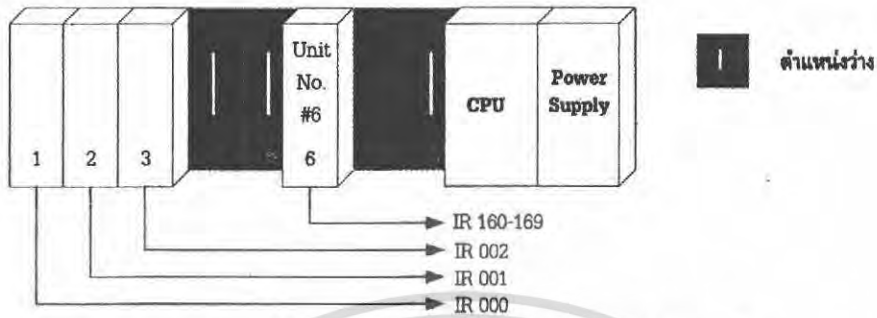 Unit
No.
#6
6
1
2
3
CPU
Power
Supply
ตำแหน่งว่าง
IR 160-169
IR 002
IR 001
IR 000